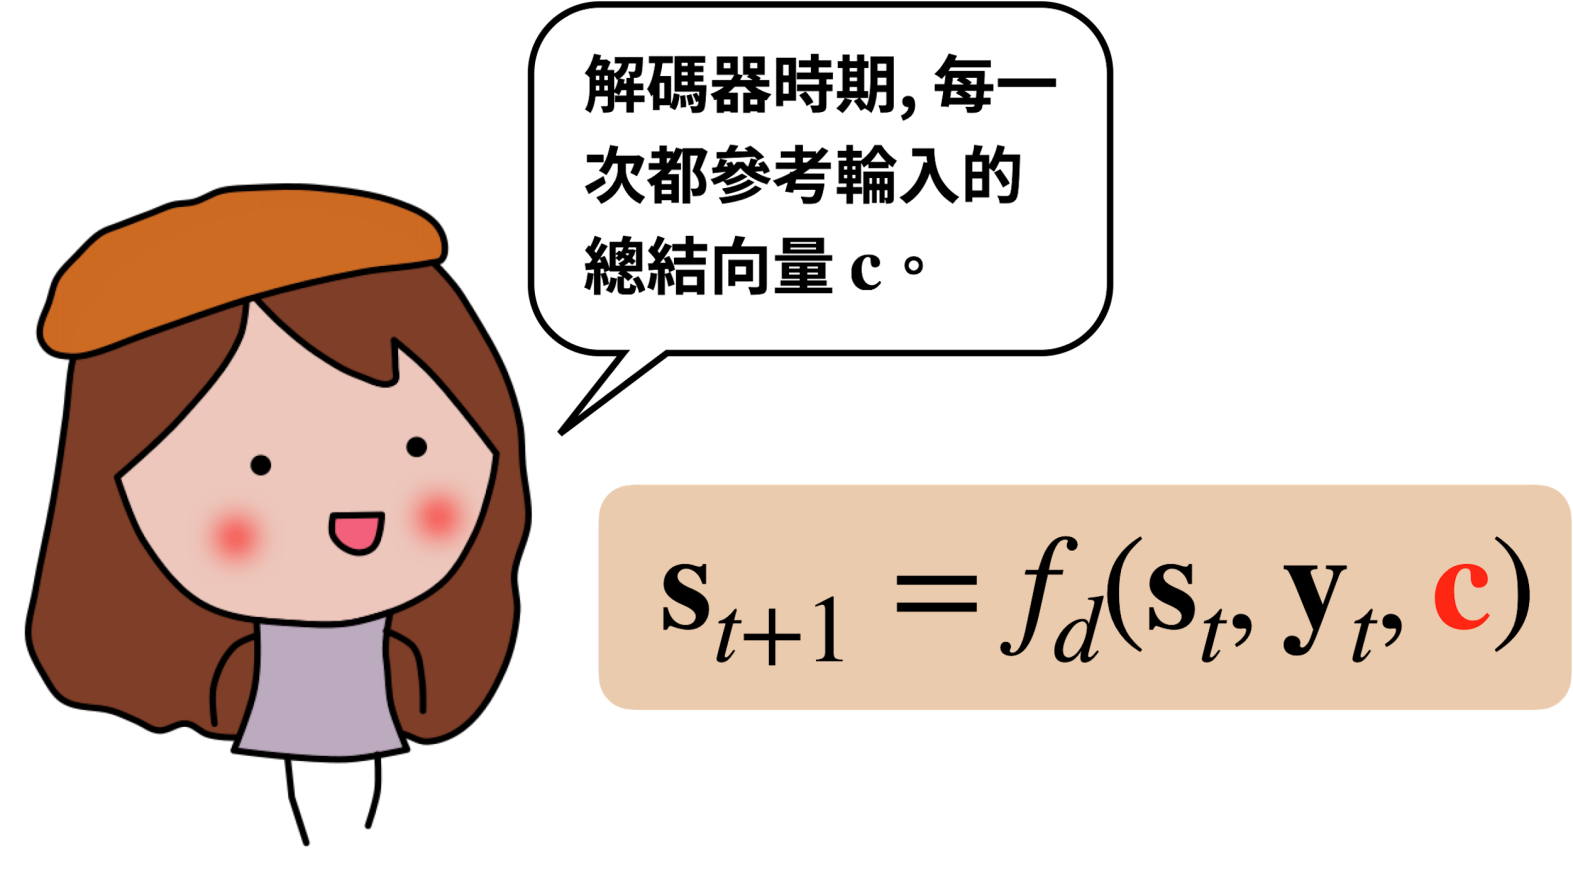 解碼器時期, 每一
次都參考輪入的
總結向量 c。
s_{t+1} = f_d(s_t, y_t, c)